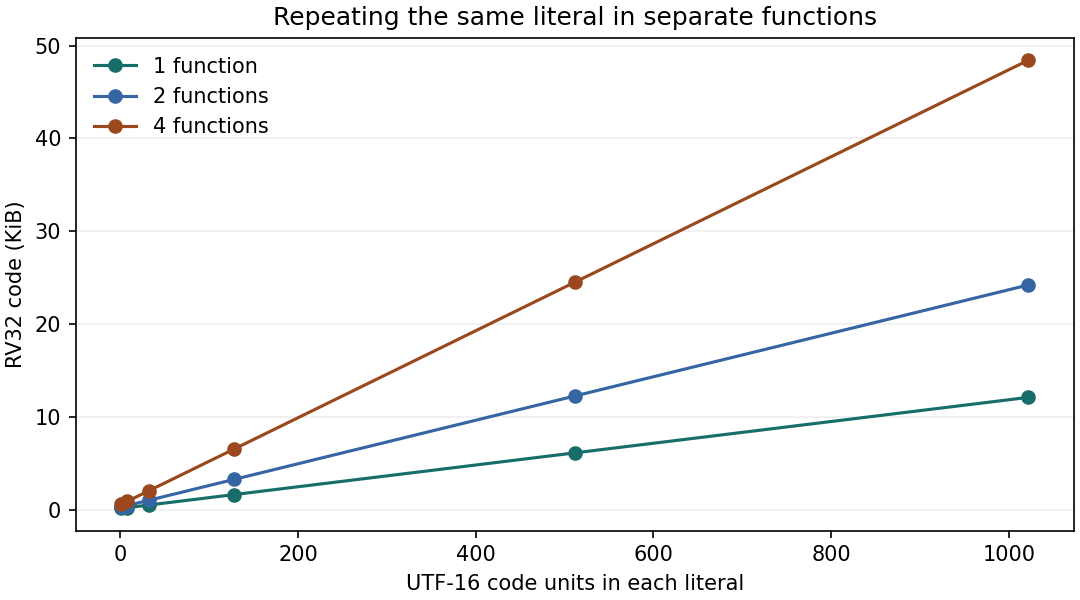 Repeating the same literal in separate functions
1 function
2 functions
4 functions
RV32 code (KiB)
50
40
30
20
10
0
0 200 400 600 800 1000
UTF-16 code units in each literal